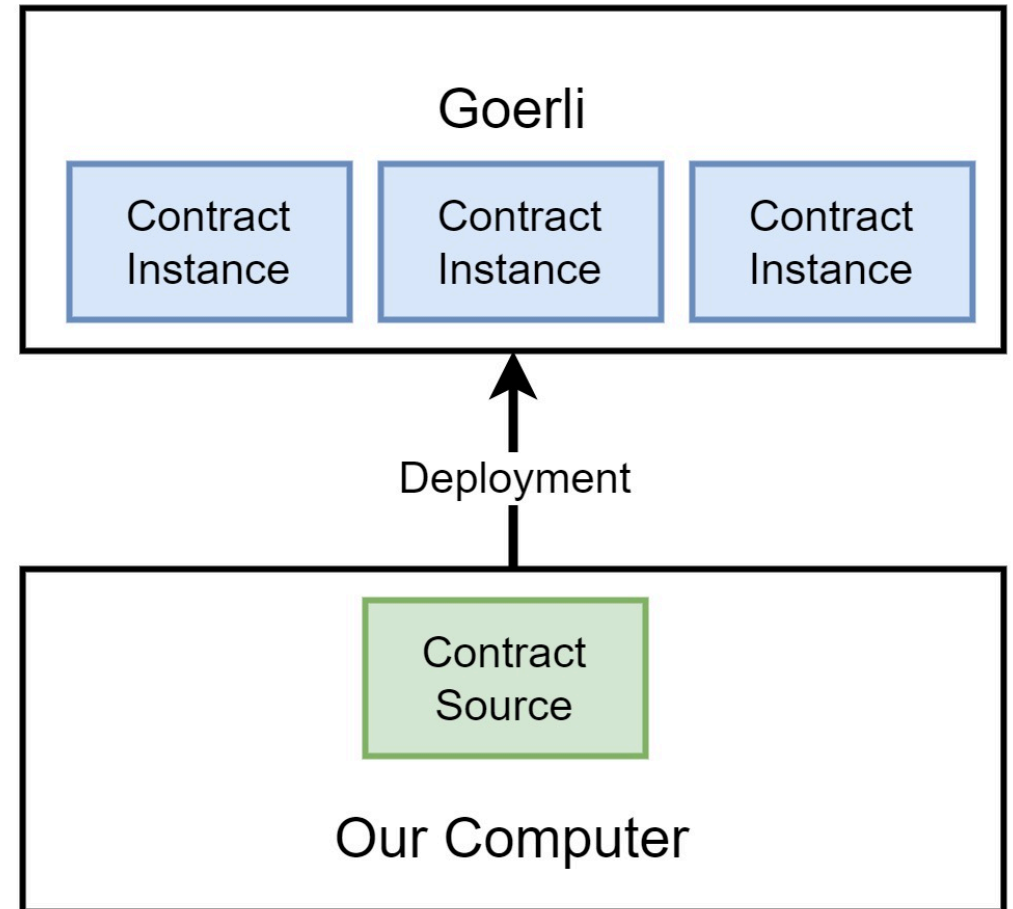 Goerli
Contract
Instance
Contract
Instance
Contract
Instance
Deployment
Contract
Source
Our Computer